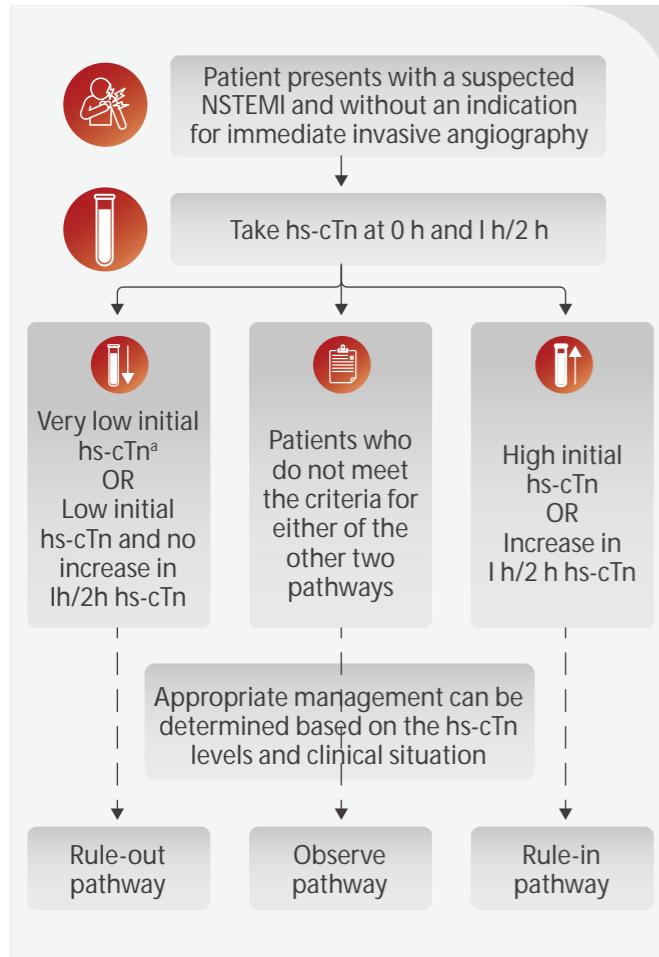 Patient presents with a suspected
NSTEMI and without an indication
for immediate invasive angiography
Take hs-cTn at 0 h and I h/2 h
Very low initial
hs-cTnᵃ
OR
Low initial
hs-cTn and no
increase in
Ih/2h hs-cTn
Patients who
do not meet
the criteria for
either of the
other two
pathways
High initial
hs-cTn
OR
Increase in
I h/2 h hs-cTn
Appropriate management can be
determined based on the hs-cTn
levels and clinical situation
Rule-out
pathway
Observe
pathway
Rule-in
pathway